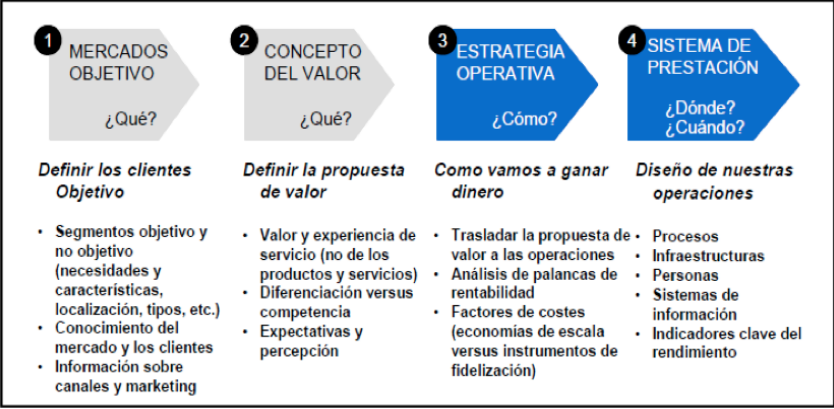 1
MERCADOS
OBJETIVO
¿Qué?
Definir los clientes
Objetivo
• Segmentos objetivo y
no objetivo
(necesidades y
características,
localización, tipos, etc.)
• Conocimiento del
mercado y los clientes
• Información sobre
canales y marketing
2
CONCEPTO
DEL VALOR
¿Qué?
Definir la propuesta
de valor
• Valor y experiencia de
servicio (no de los
productos y servicios)
• Diferenciación versus
competencia
• Expectativas y
percepción
3
ESTRATEGIA
OPERATIVA
¿Cómo?
Como vamos a ganar
dinero
• Trasladar la propuesta de
valor a las operaciones
• Análisis de palancas de
rentabilidad
• Factores de costes
(economías de escala
versus instrumentos de
fidelización)
4
SISTEMA DE
PRESTACIÓN
¿Dónde?
¿Cuándo?
Diseño de nuestras
operaciones
• Procesos
• Infraestructuras
• Personas
• Sistemas de
información
• Indicadores clave del
rendimiento